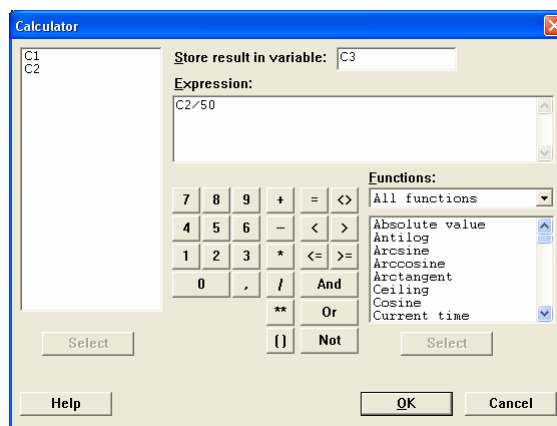 Calculator
C1
C2
Store result in variable: C3
Expression:
C2/50
Functions:
All functions
7 8 9 + = <>
4 5 6 − < >
1 2 3 * <= >=
0 , / And
** Or
() Not
Absolute value
Antilog
Arcsine
Arccosine
Arctangent
Ceiling
Cosine
Current time
Select
Select
Help
OK
Cancel